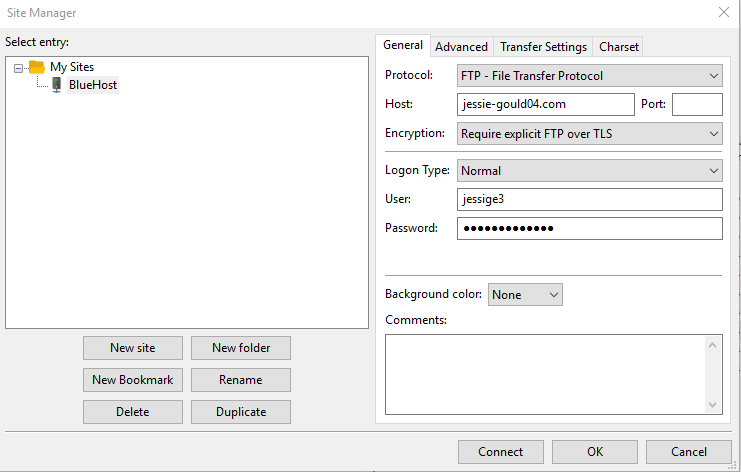 Site Manager
Select entry:
My Sites
BlueHost
New site
New folder
New Bookmark
Rename
Delete
Duplicate
General
Advanced
Transfer Settings
Charset
Protocol:
FTP - File Transfer Protocol
Host:
jessie-gould04.com
Port:
Encryption:
Require explicit FTP over TLS
Logon Type:
Normal
User:
jessige3
Password:
●●●●●●●●●●●●●
Background color:
None
Comments:
Connect
OK
Cancel